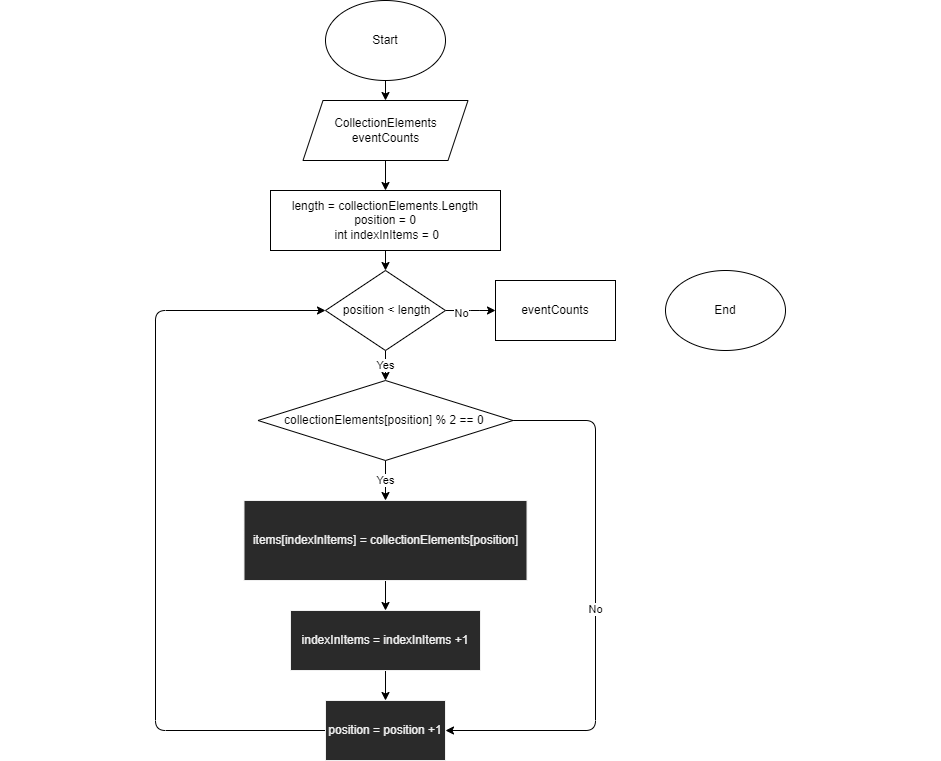 Start
CollectionElements
eventCounts
length = collectionElements.Length
position = 0
int indexInItems = 0
position < length
No
eventCounts
End
Yes
collectionElements[position] % 2 == 0
Yes
items[indexInItems] = collectionElements[position]
No
indexInItems = indexInItems +1
position = position +1